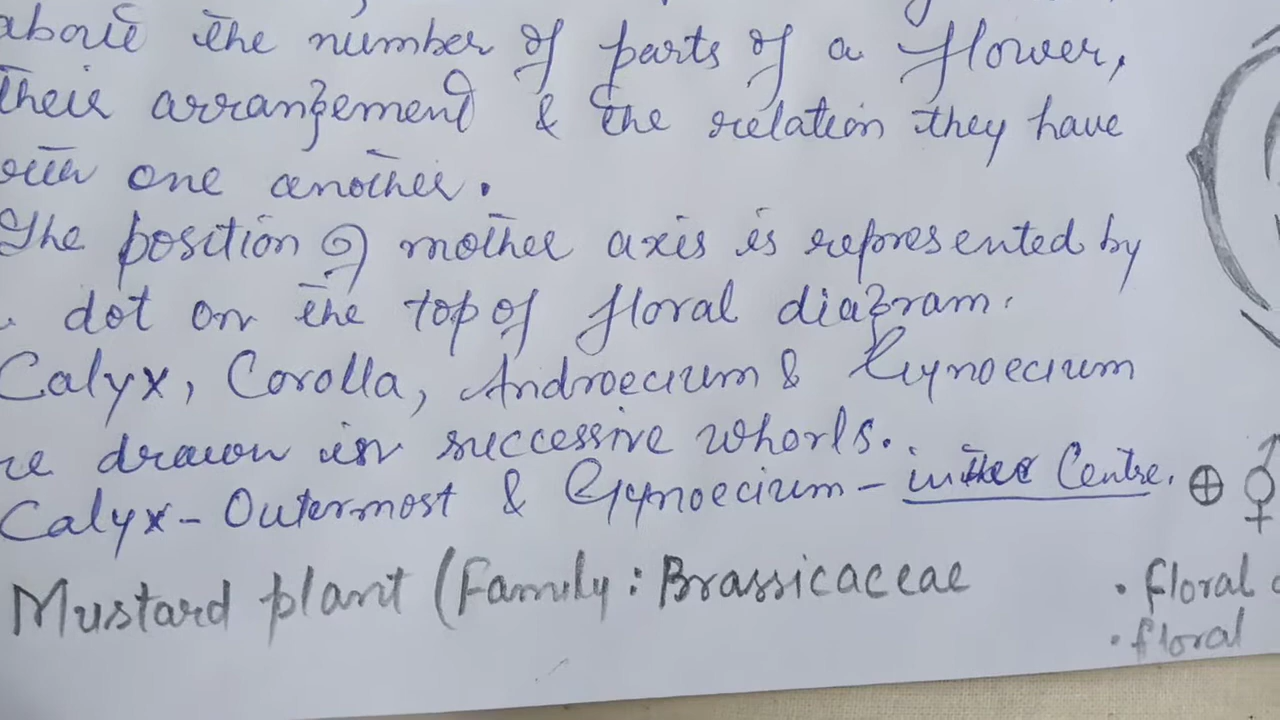 about the number of parts of a flower,
their arrangement & the relation they have
with one another.
The position of mother axis is represented by
dot on the top of floral diagram.
Calyx, Corolla, Androecium & Gynoecium
re drawn in successive whorls.
Calyx - Outermost & Gynoecium - in the Centre. ⊕ ⚥
Mustard plant (Family : Brassicaceae
• floral
• floral